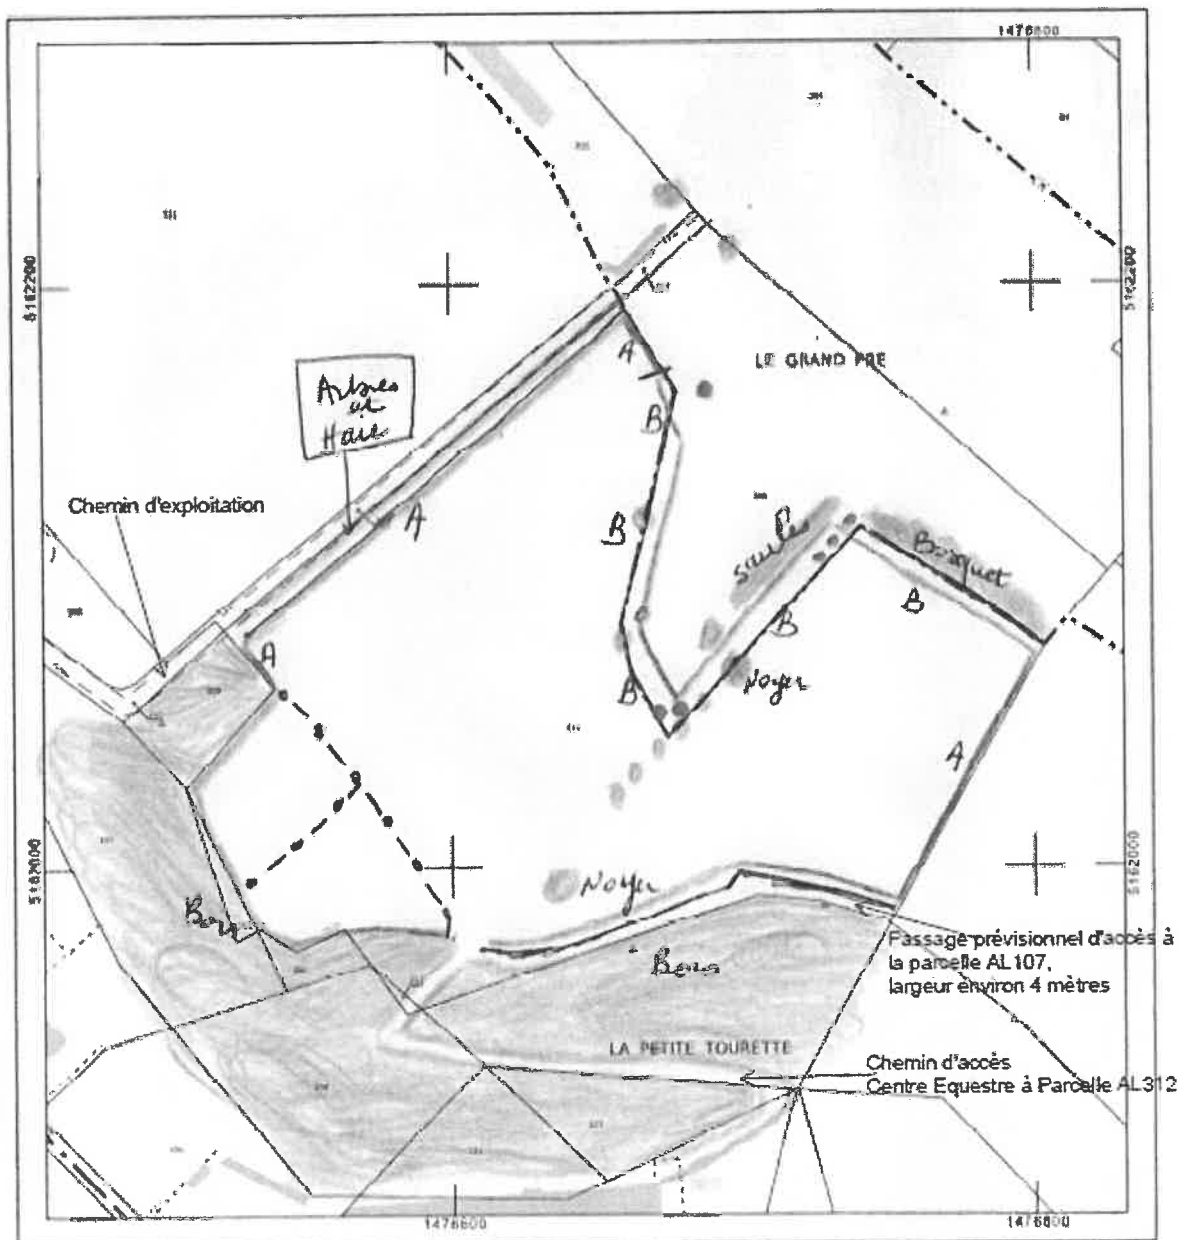 1476800
5162200
5162200
LE GRAND PRE
A
Arbres
et
Haie
B
Chemin d'exploitation
A
B
saules
Bosquet
B
B
A
B
Noyer
A
5162000
5162000
Noyer
Bois
Bois
Passage prévisionnel d'accès à
la parcelle AL107,
largeur environ 4 mètres
LA PETITE TOURETTE
Chemin d'accès
Centre Equestre à Parcelle AL312
1476600
1476800